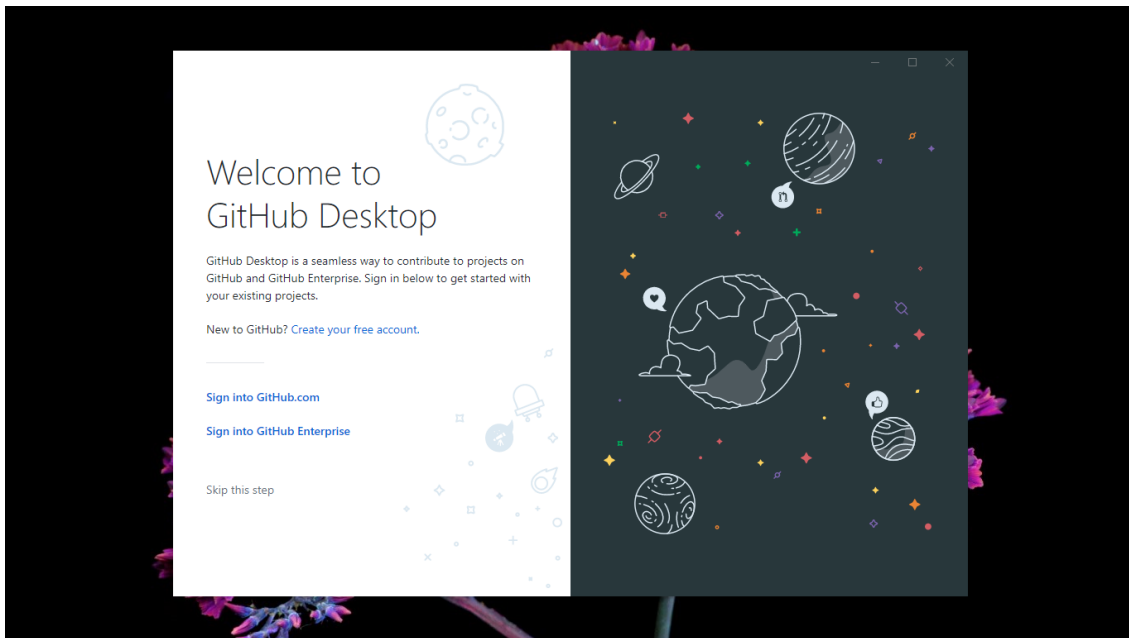 Welcome to
GitHub Desktop
GitHub Desktop is a seamless way to contribute to projects on
GitHub and GitHub Enterprise. Sign in below to get started with
your existing projects.
New to GitHub? Create your free account.
Sign into GitHub.com
Sign into GitHub Enterprise
Skip this step